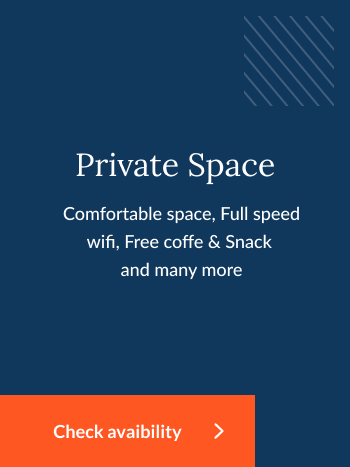 Private Space
Comfortable space, Full speed
wifi, Free coffe & Snack
and many more
Check avaibility